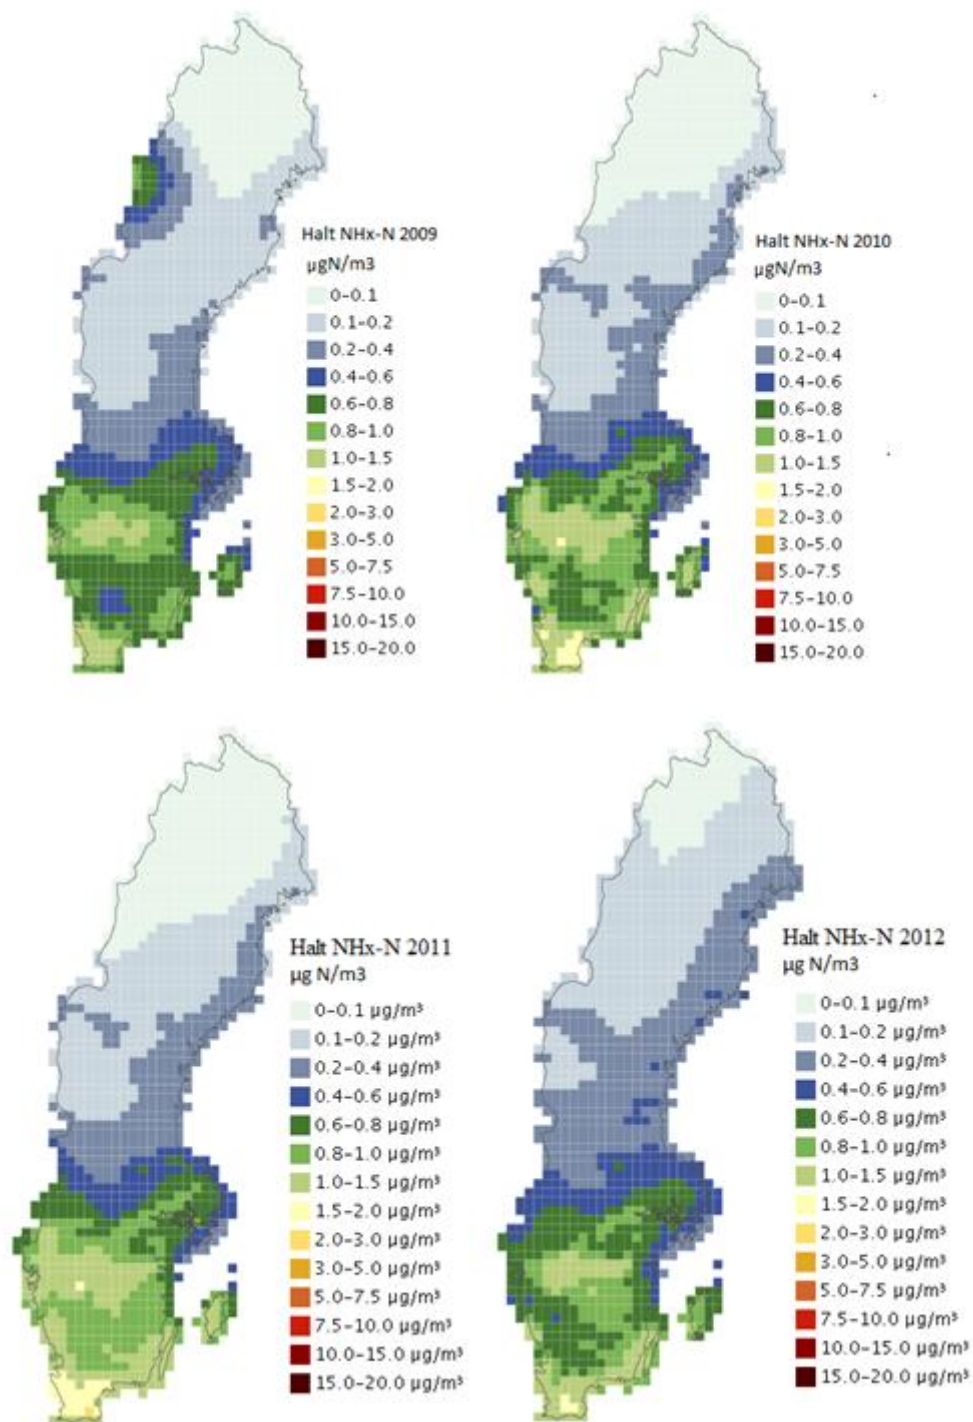 Halt NHx-N 2009
µgN/m3
0–0.1
0.1–0.2
0.2–0.4
0.4–0.6
0.6–0.8
0.8–1.0
1.0–1.5
1.5–2.0
2.0–3.0
3.0–5.0
5.0–7.5
7.5–10.0
10.0–15.0
15.0–20.0
Halt NHx-N 2010
µgN/m3
0–0.1
0.1–0.2
0.2–0.4
0.4–0.6
0.6–0.8
0.8–1.0
1.0–1.5
1.5–2.0
2.0–3.0
3.0–5.0
5.0–7.5
7.5–10.0
10.0–15.0
15.0–20.0
Halt NHx-N 2011
µg N/m3
0–0.1 µg/m³
0.1–0.2 µg/m³
0.2–0.4 µg/m³
0.4–0.6 µg/m³
0.6–0.8 µg/m³
0.8–1.0 µg/m³
1.0–1.5 µg/m³
1.5–2.0 µg/m³
2.0–3.0 µg/m³
3.0–5.0 µg/m³
5.0–7.5 µg/m³
7.5–10.0 µg/m³
10.0–15.0 µg/m³
15.0–20.0 µg/m³
Halt NHx-N 2012
µg N/m3
0–0.1 µg/m³
0.1–0.2 µg/m³
0.2–0.4 µg/m³
0.4–0.6 µg/m³
0.6–0.8 µg/m³
0.8–1.0 µg/m³
1.0–1.5 µg/m³
1.5–2.0 µg/m³
2.0–3.0 µg/m³
3.0–5.0 µg/m³
5.0–7.5 µg/m³
7.5–10.0 µg/m³
10.0–15.0 µg/m³
15.0–20.0 µg/m³